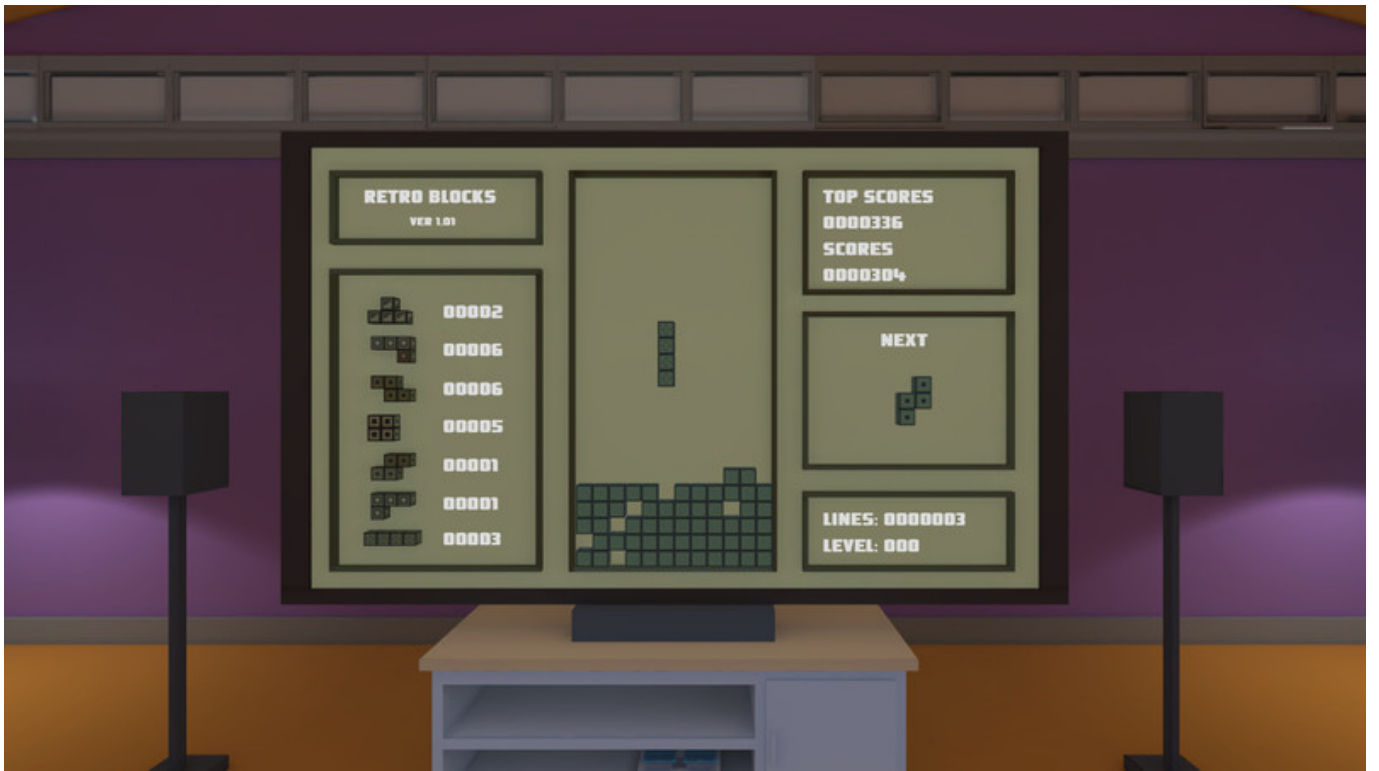 RETRO BLOCKS
VER 1.01
00002
00006
00006
00005
00001
00001
00003
TOP SCORES
0000336
SCORES
0000304
NEXT
LINES: 0000003
LEVEL: 000